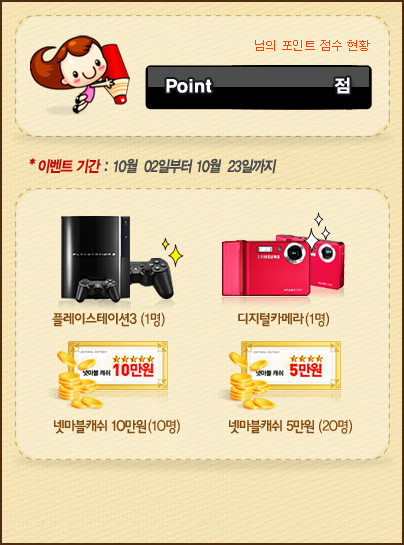 님의 포인트 점수 현황
Point 점
* 이벤트 기간 : 10월 02일부터 10월 23일까지
PLAYSTATION 3
SAMSUNG
플레이스테이션3 (1명)
디지털카메라(1명)
넷마블 캐쉬 10만원
넷마블 캐쉬 5만원
넷마블캐쉬 10만원(10명)
넷마블캐쉬 5만원 (20명)